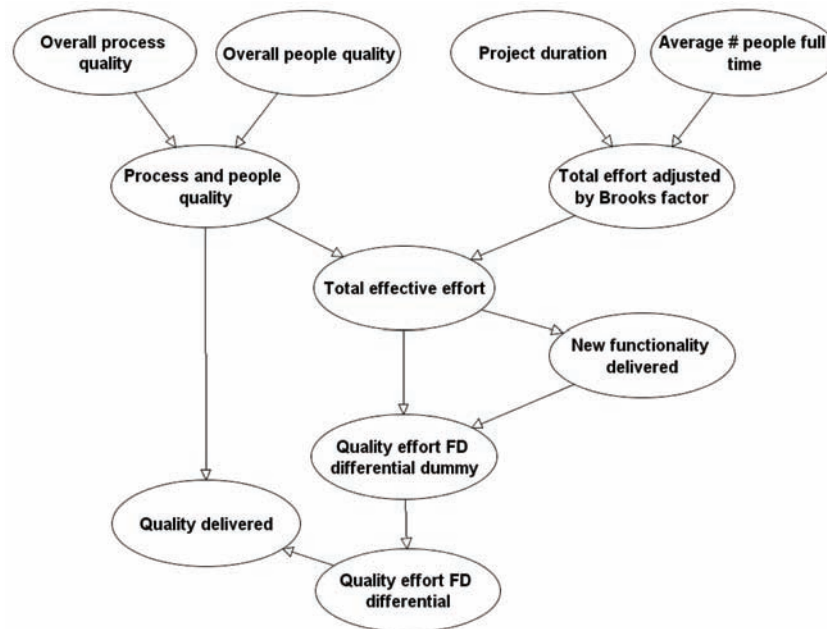 Overall process
quality
Overall people quality
Project duration
Average # people full
time
Process and people
quality
Total effort adjusted
by Brooks factor
Total effective effort
New functionality
delivered
Quality effort FD
differential dummy
Quality delivered
Quality effort FD
differential